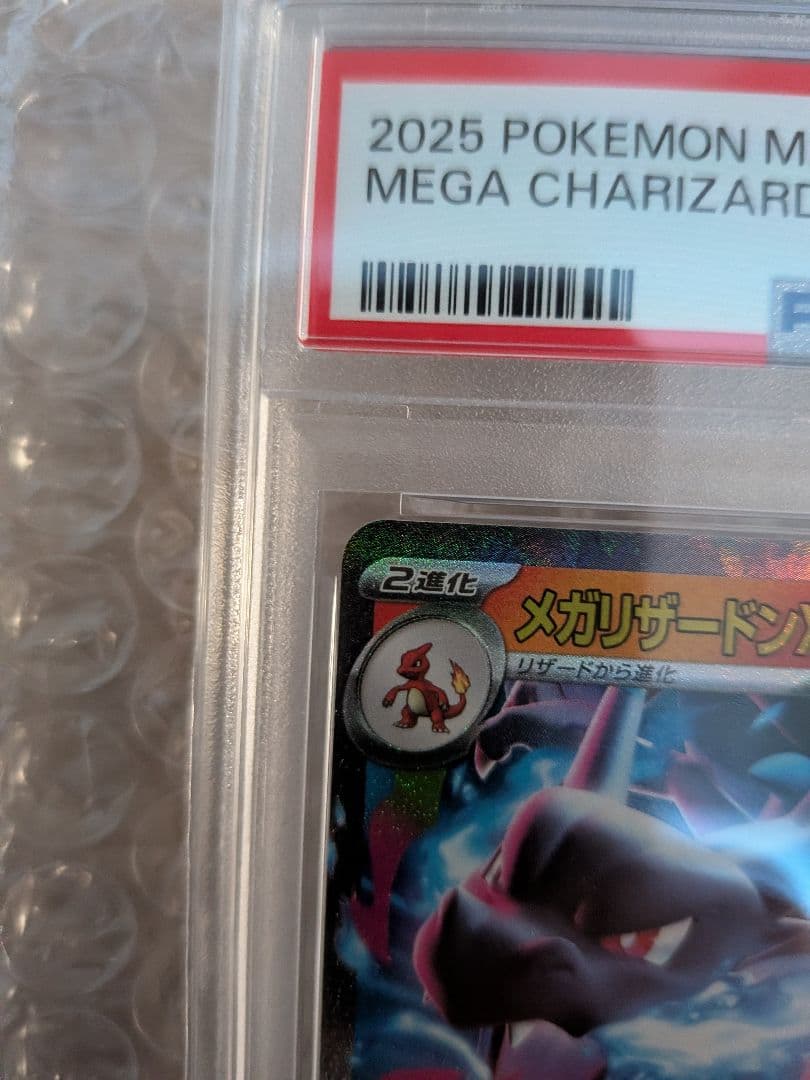 2025 POKEMON M
MEGA CHARIZARD
2進化
メガリザードンX
リザードから進化